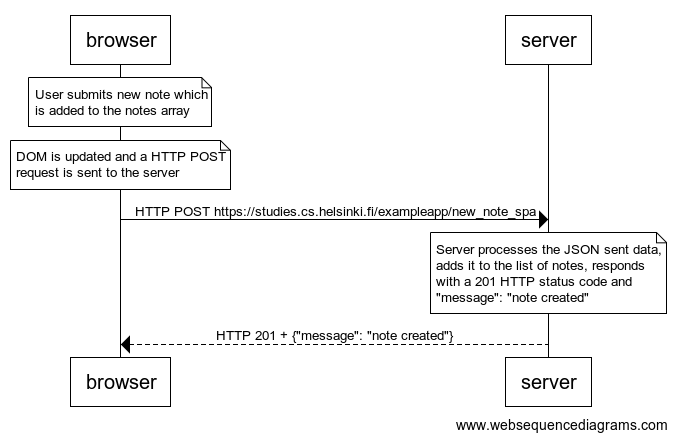 browser
server
User submits new note which
is added to the notes array
DOM is updated and a HTTP POST
request is sent to the server
HTTP POST https://studies.cs.helsinki.fi/exampleapp/new_note_spa
Server processes the JSON sent data,
adds it to the list of notes, responds
with a 201 HTTP status code and
"message": "note created"
HTTP 201 + {"message": "note created"}
browser
server
www.websequencediagrams.com